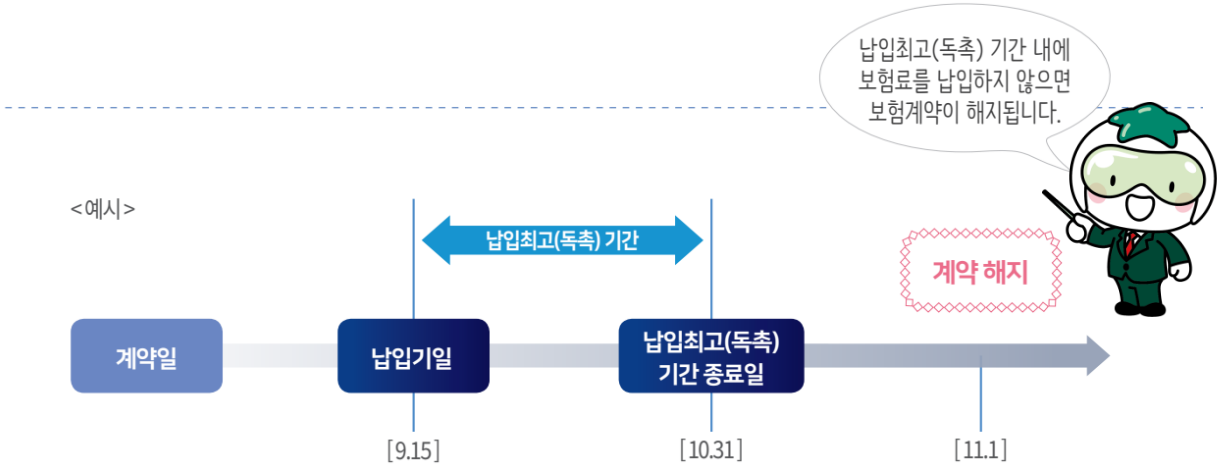 납입최고(독촉) 기간 내에
보험료를 납입하지 않으면
보험계약이 해지됩니다.
<예시>
납입최고(독촉) 기간
계약 해지
계약일
납입기일
납입최고(독촉)
기간 종료일
[9.15]
[10.31]
[11.1]